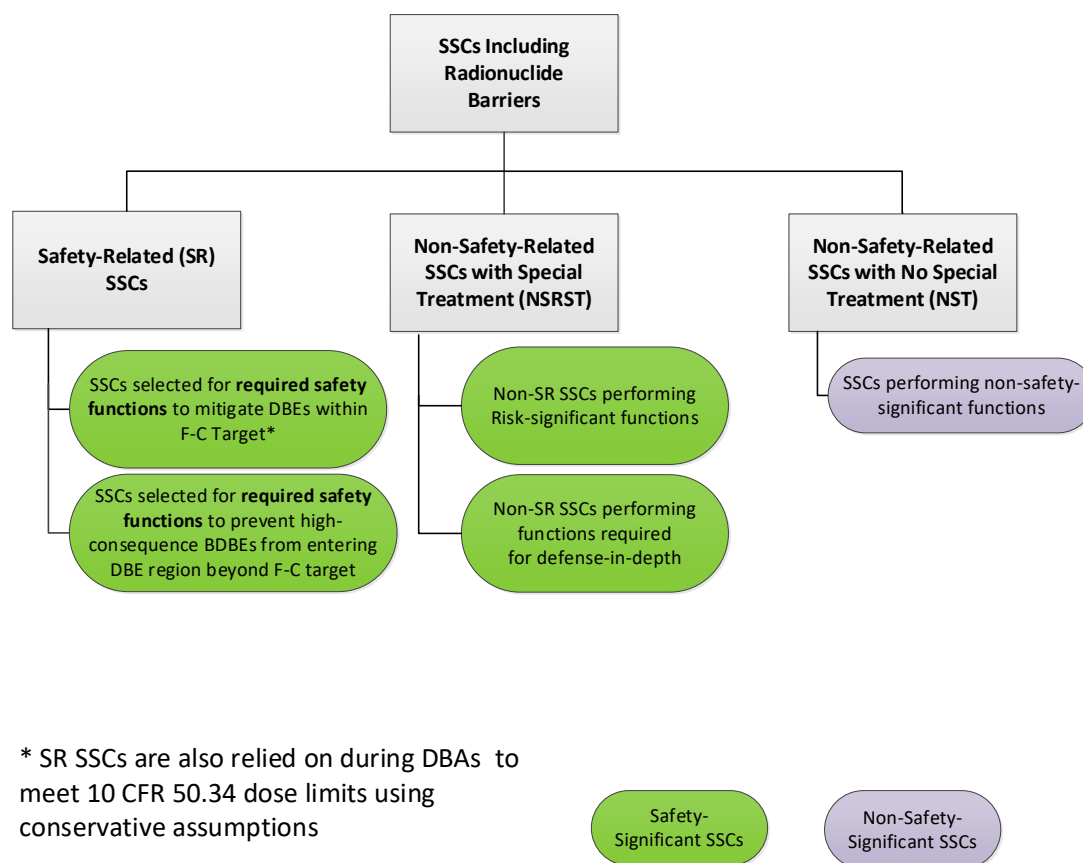 SSCs Including
Radionuclide
Barriers
Safety-Related (SR)
SSCs
Non-Safety-Related
SSCs with Special
Treatment (NSRST)
Non-Safety-Related
SSCs with No Special
Treatment (NST)
SSCs selected for required safety
functions to mitigate DBEs within
F-C Target*
SSCs selected for required safety
functions to prevent high-
consequence BDBEs from entering
DBE region beyond F-C target
Non-SR SSCs performing
Risk-significant functions
Non-SR SSCs performing
functions required
for defense-in-depth
SSCs performing non-safety-
significant functions
* SR SSCs are also relied on during DBAs to
meet 10 CFR 50.34 dose limits using
conservative assumptions
Safety-
Significant SSCs
Non-Safety-
Significant SSCs